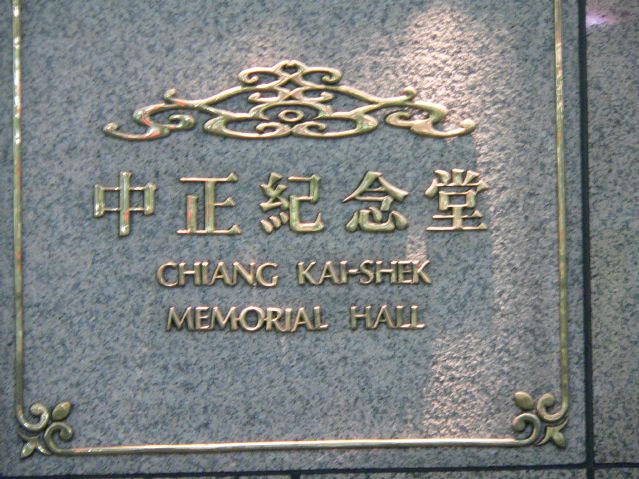 中正紀念堂
CHIANG KAI-SHEK
MEMORIAL HALL